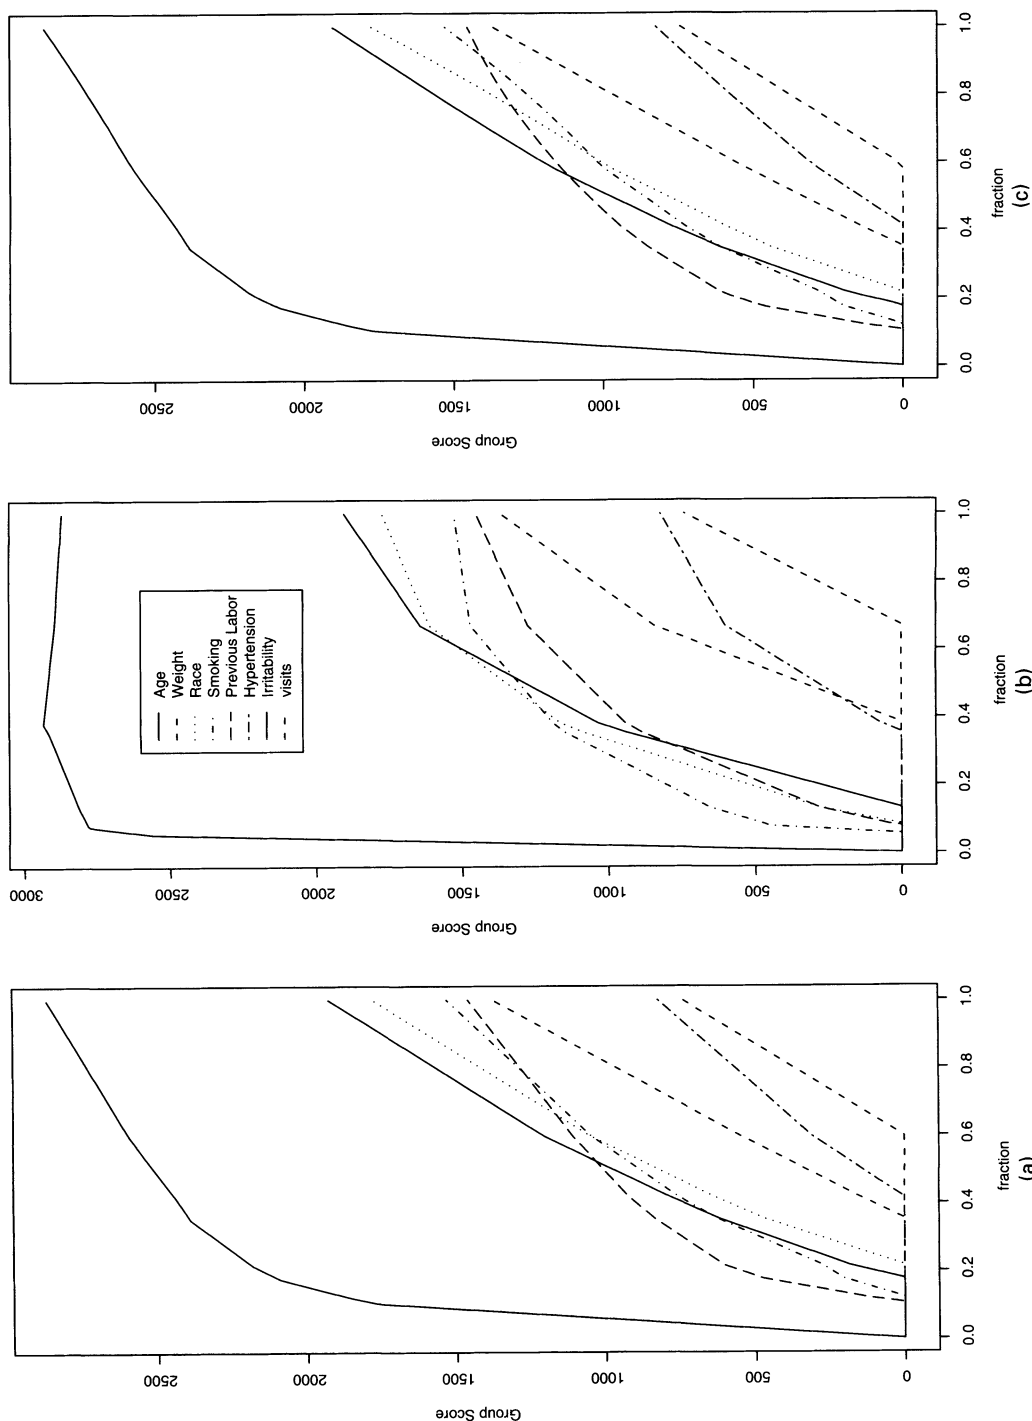 Group Score
0
500
1000
1500
2000
2500
0.0
0.2
0.4
0.6
0.8
1.0
fraction
(a)
Group Score
0
500
1000
1500
2000
2500
3000
0.0
0.2
0.4
0.6
0.8
1.0
fraction
(b)
Age
Weight
Race
Smoking
Previous Labor
Hypertension
Irritability
visits
Group Score
0
500
1000
1500
2000
2500
0.0
0.2
0.4
0.6
0.8
1.0
fraction
(c)